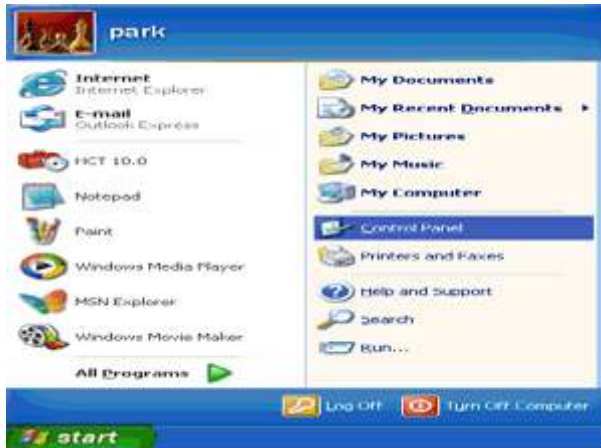 park
Internet
Internet Explorer
E-mail
Outlook Express
HCT 10.0
Notepad
Paint
Windows Media Player
MSN Explorer
Windows Movie Maker
All Programs
My Documents
My Recent Documents
My Pictures
My Music
My Computer
Control Panel
Printers and Faxes
Help and Support
Search
Run...
Log Off
Turn Off Computer
start